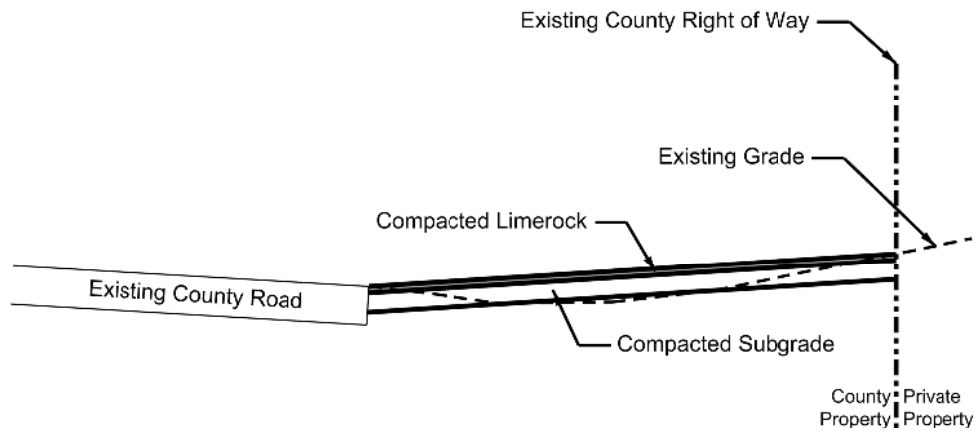 Existing County Right of Way
Existing Grade
Compacted Limerock
Existing County Road
Compacted Subgrade
County Private
Property Property